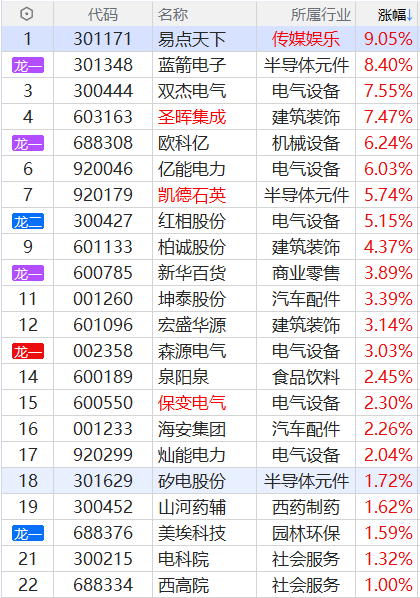 代码 名称 所属行业 涨幅↓
1 301171 易点天下 传媒娱乐 9.05%
龙一 301348 蓝箭电子 半导体元件 8.40%
3 300444 双杰电气 电气设备 7.55%
4 603163 圣晖集成 建筑装饰 7.47%
龙一 688308 欧科亿 机械设备 6.24%
6 920046 亿能电力 电气设备 6.03%
7 920179 凯德石英 半导体元件 5.74%
龙二 300427 红相股份 电气设备 5.15%
9 601133 柏诚股份 建筑装饰 4.37%
龙一 600785 新华百货 商业零售 3.89%
11 001260 坤泰股份 汽车配件 3.39%
12 601096 宏盛华源 建筑装饰 3.14%
龙一 002358 森源电气 电气设备 3.03%
14 600189 泉阳泉 食品饮料 2.45%
15 600550 保变电气 电气设备 2.30%
16 001233 海安集团 汽车配件 2.26%
17 920299 灿能电力 电气设备 2.04%
18 301629 矽电股份 半导体元件 1.72%
19 300452 山河药辅 西药制药 1.62%
龙一 688376 美埃科技 园林环保 1.59%
21 300215 电科院 社会服务 1.32%
22 688334 西高院 社会服务 1.00%